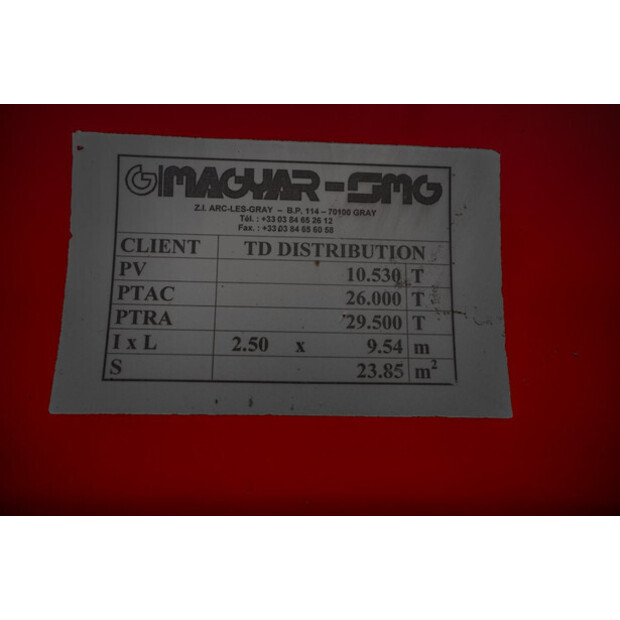 MAGYAR-SMG
Z.I. ARC-LES-GRAY – B.P. 114 – 70100 GRAY
Tél. : +33 03 84 65 26 12
Fax. : +33 03 84 65 60 58
CLIENT TD DISTRIBUTION
PV 10.530 T
PTAC 26.000 T
PTRA 29.500 T
l x L 2.50 x 9.54 m
S 23.85 m²